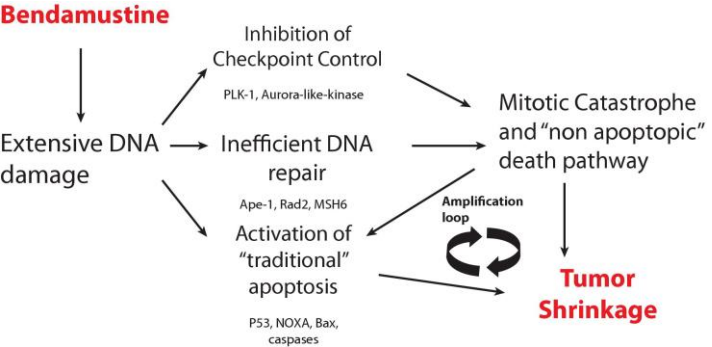 Bendamustine
Extensive DNA
damage
Inhibition of
Checkpoint Control
PLK-1, Aurora-like-kinase
Inefficient DNA
repair
Ape-1, Rad2, MSH6
Activation of
“traditional”
apoptosis
P53, NOXA, Bax,
caspases
Mitotic Catastrophe
and “non apoptopic”
death pathway
Amplification
loop
Tumor
Shrinkage